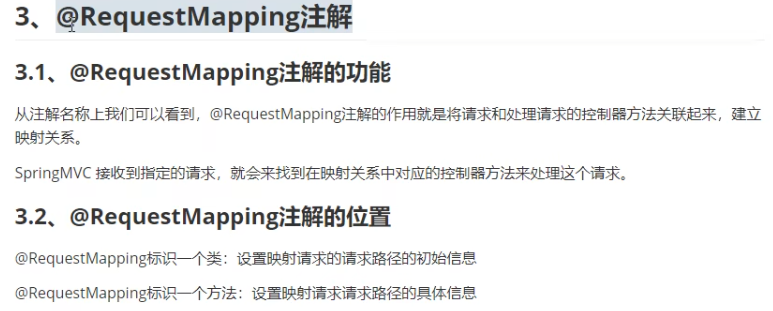 3、@RequestMapping注解
3.1、@RequestMapping注解的功能
从注解名称上我们可以看到，@RequestMapping注解的作用就是将请求和处理请求的控制器方法关联起来，建立
映射关系。
SpringMVC 接收到指定的请求，就会来找到在映射关系中对应的控制器方法来处理这个请求。
3.2、@RequestMapping注解的位置
@RequestMapping标识一个类：设置映射请求的请求路径的初始信息
@RequestMapping标识一个方法：设置映射请求请求路径的具体信息